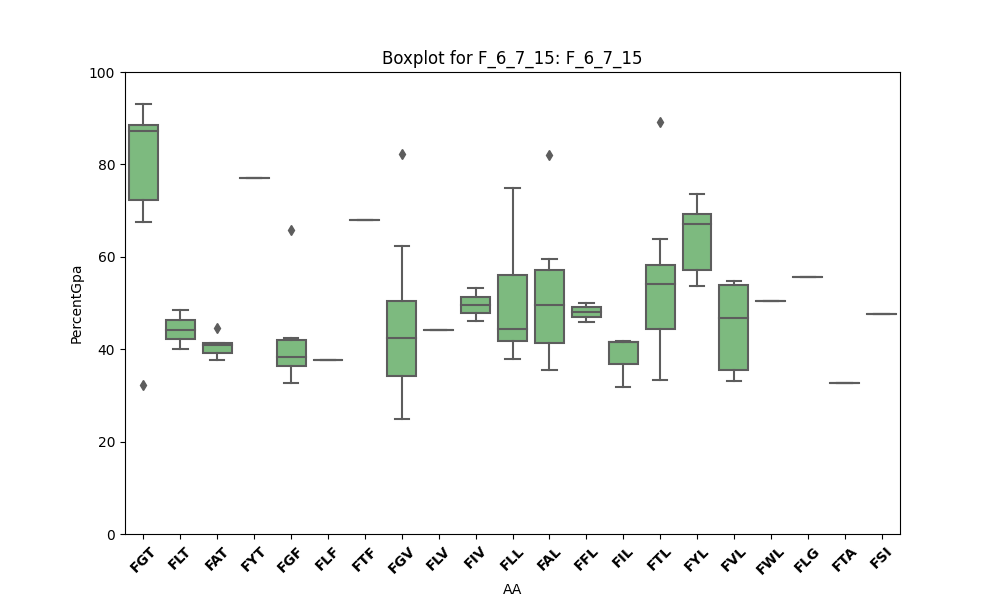 Boxplot for F_6_7_15: F_6_7_15
100
80
60
40
20
0
PercentGpa
FGT FLT FAT FYT FGF FLF FTF FGV FLV FIV FLL FAL FFL FIL FTL FYL FVL FWL FLG FTA FSI
AA